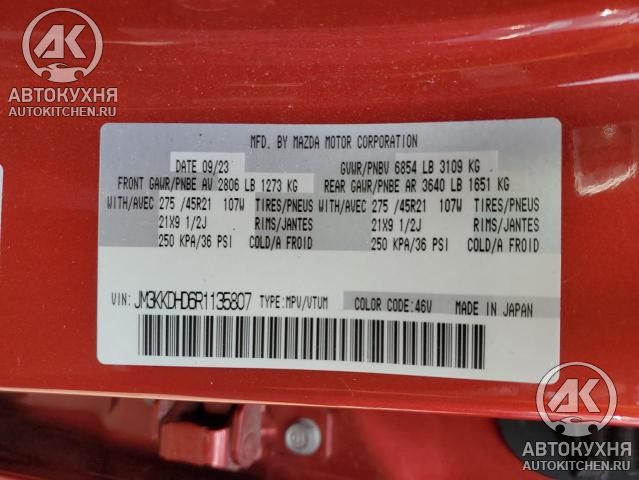 АК
АВТОКУХНЯ
AUTOKITCHEN.RU
MFD. BY MAZDA MOTOR CORPORATION
DATE 09/23 GVWR/PNBV 6854 LB 3109 KG
FRONT GAWR/PNBE AV 2806 LB 1273 KG REAR GAWR/PNBE AR 3640 LB 1651 KG
WITH/AVEC 275 /45R21 107W TIRES/PNEUS WITH/AVEC 275 /45R21 107W TIRES/PNEUS
21X9 1/2J RIMS/JANTES 21X9 1/2J RIMS/JANTES
250 KPA/36 PSI COLD/A FROID 250 KPA/36 PSI COLD/A FROID
VIN: JM3KKDHD6R1135807 TYPE:MPV/VTUM COLOR CODE:46V MADE IN JAPAN
АК
АВТОКУХНЯ
AUTOKITCHEN.RU